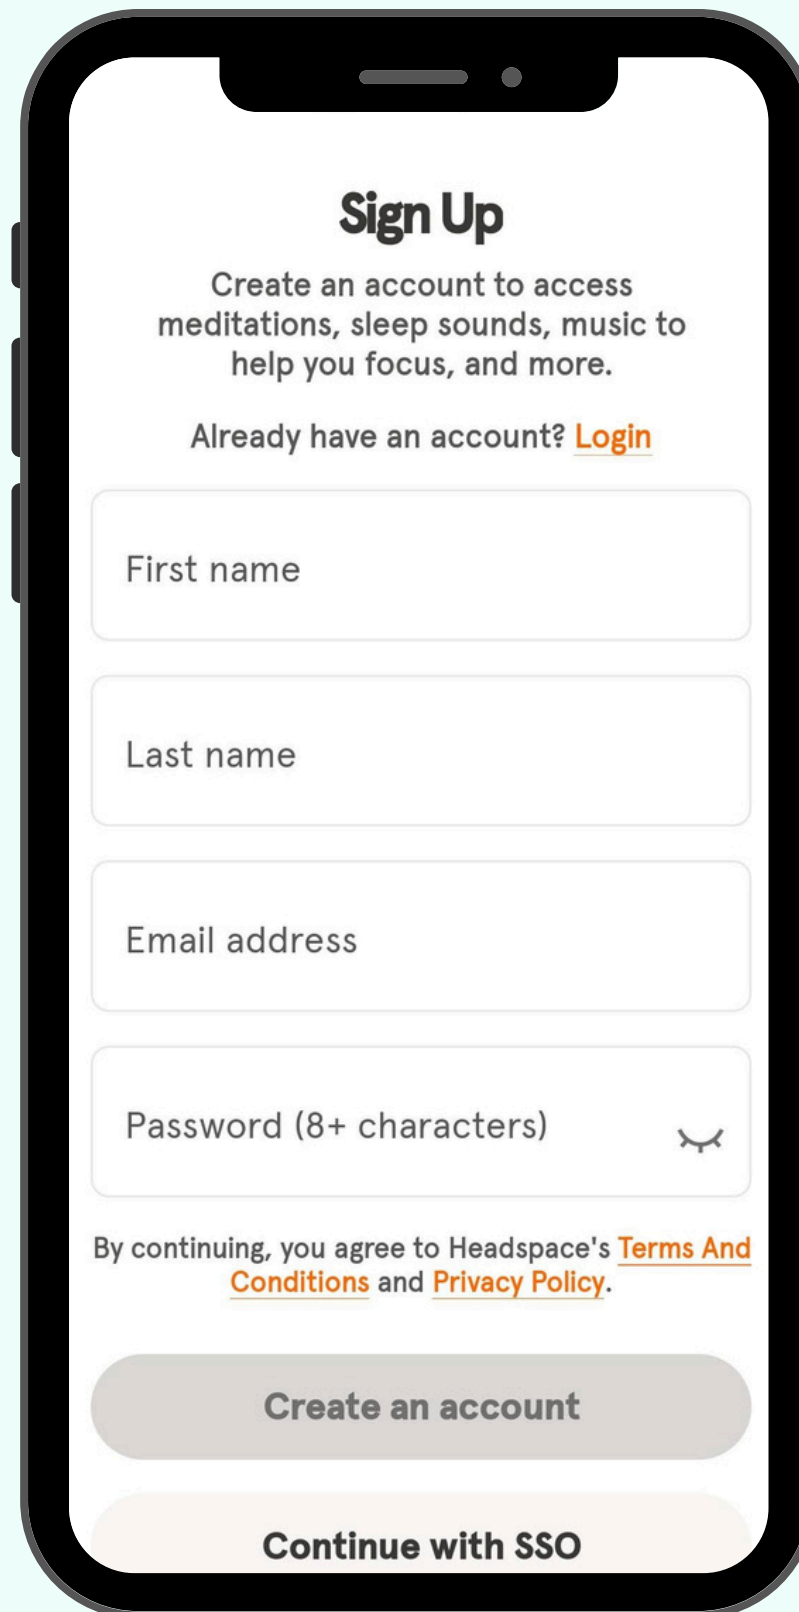 Sign Up
Create an account to access
meditations, sleep sounds, music to
help you focus, and more.
Already have an account? Login
First name
Last name
Email address
Password (8+ characters)
By continuing, you agree to Headspace's Terms And
Conditions and Privacy Policy.
Create an account
Continue with SSO